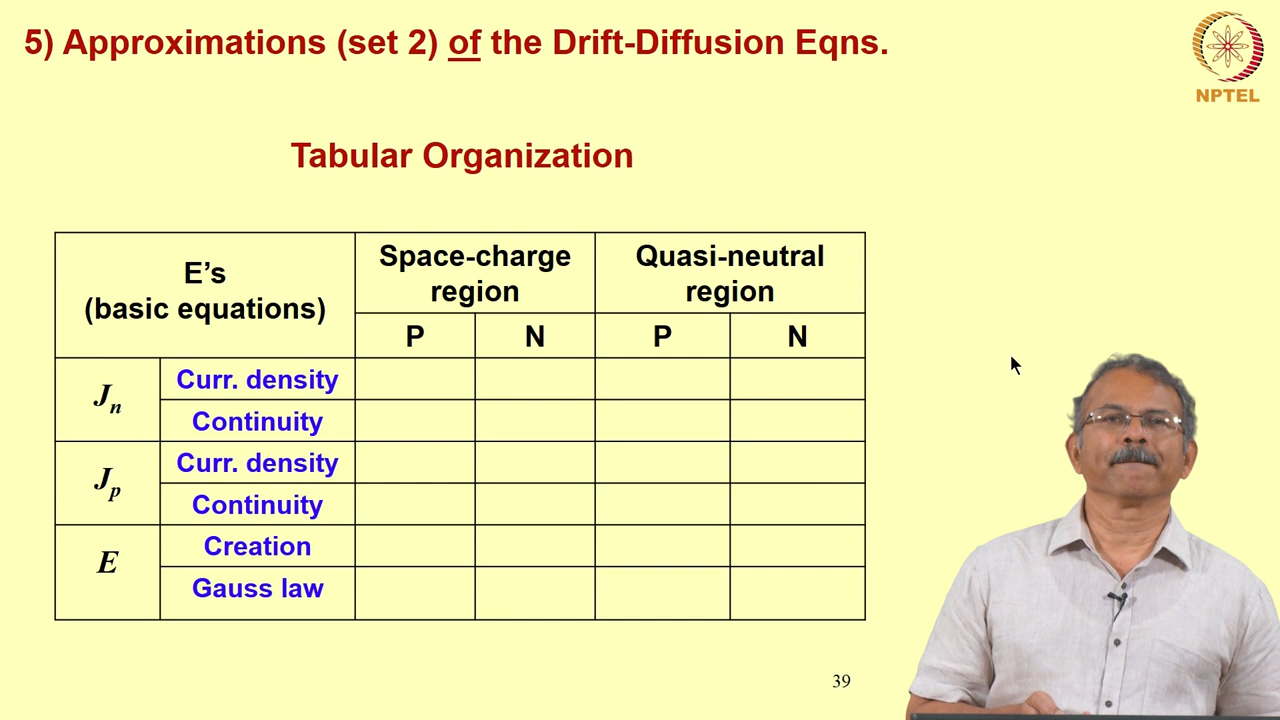 5) Approximations (set 2) of the Drift-Diffusion Eqns.
NPTEL
Tabular Organization
E's
(basic equations)
Space-charge
region
Quasi-neutral
region
P
N
P
N
Jn
Curr. density
Continuity
Jp
Curr. density
Continuity
E
Creation
Gauss law
39